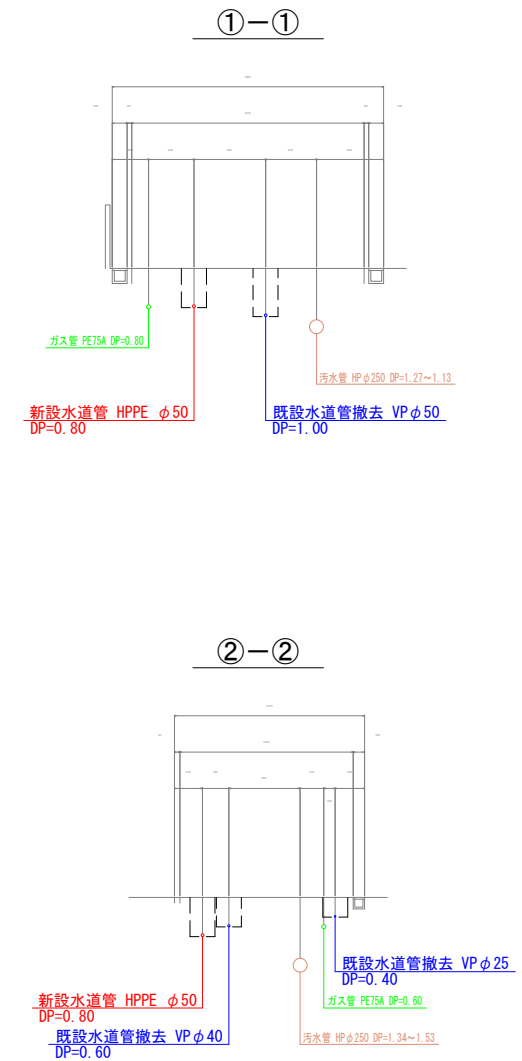 ①－①
ガス管 PE75A DP=0.80
汚水管 HPφ250 DP=1.27～1.13
新設水道管 HPPE φ50
DP=0.80
既設水道管撤去 VPφ50
DP=1.00
②－②
既設水道管撤去 VPφ25
DP=0.40
新設水道管 HPPE φ50
DP=0.80
ガス管 PE75A DP=0.60
既設水道管撤去 VPφ40
DP=0.60
汚水管 HPφ250 DP=1.34～1.53